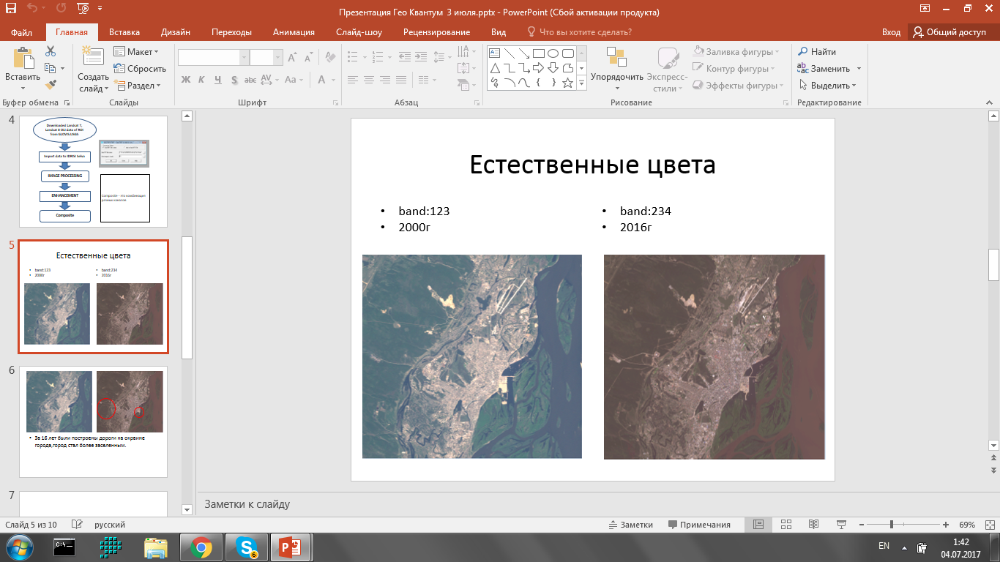 Презентация Гео Квантум 3 июля.pptx - PowerPoint (Сбой активации продукта)
Файл
Главная
Вставка
Дизайн
Переходы
Анимация
Слайд-шоу
Рецензирование
Вид
Что вы хотите сделать?
Вход
Общий доступ
Вставить
Создать слайд
Макет
Сбросить
Раздел
Ж К Ч S abc AV Aa А
Упорядочить
Экспресс-стили
Заливка фигуры
Контур фигуры
Эффекты фигуры
Найти
Заменить
Выделить
Буфер обмена
Слайды
Шрифт
Абзац
Рисование
Редактирование
4
Downloaded Landsat 7,
Landsat 8 OLI data of ROI
from GLOVIS.USGS
Import data to IDRISI Selva
IMAGE PROCESSING
ENHANCEMENT
Composite
Composite – это комбинация
разных каналов
5
Естественные цвета
• band:123
• 2000г
• band:234
• 2016г
6
• За 16 лет были построены дороги на окраине
города,город стал более заселенным.
7
Естественные цвета
• band:123
• 2000г
• band:234
• 2016г
Заметки к слайду
Слайд 5 из 10
русский
Заметки
Примечания
69%
C:\
6
EN
1:42
04.07.2017